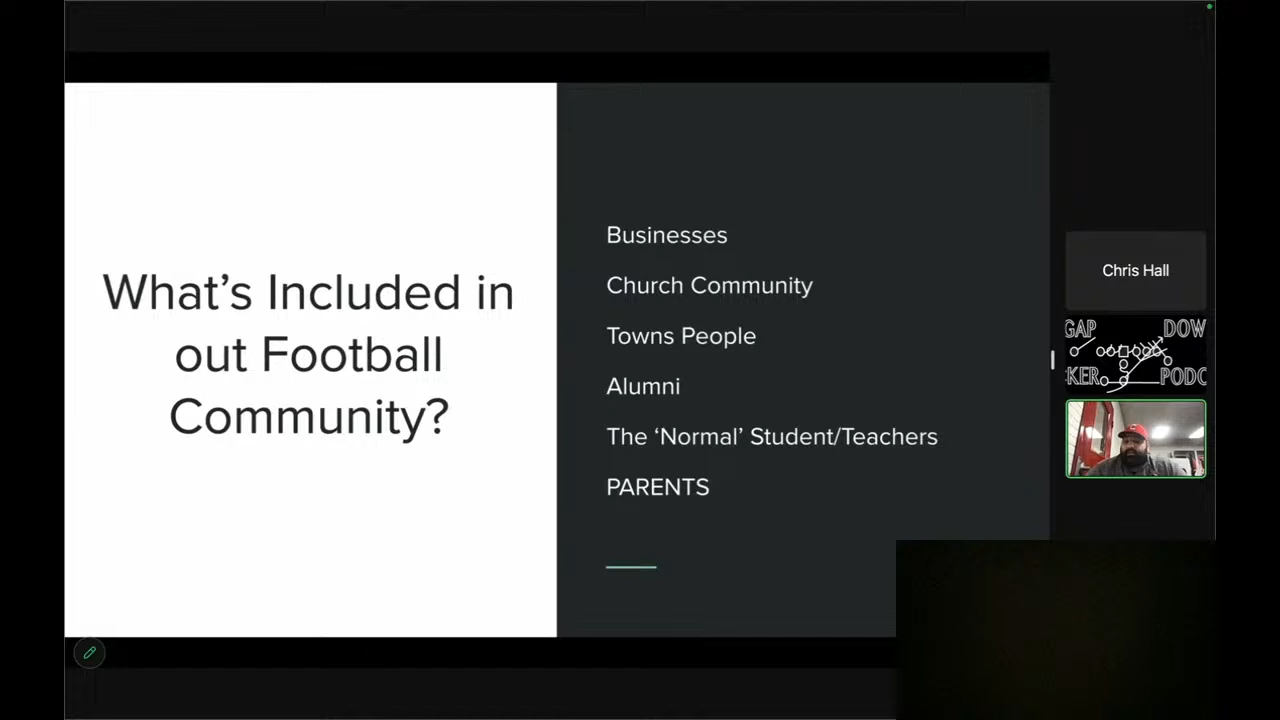 What’s Included in
out Football
Community?
Businesses
Church Community
Towns People
Alumni
The ‘Normal’ Student/Teachers
PARENTS
Chris Hall
GAP DOW
KER PODC